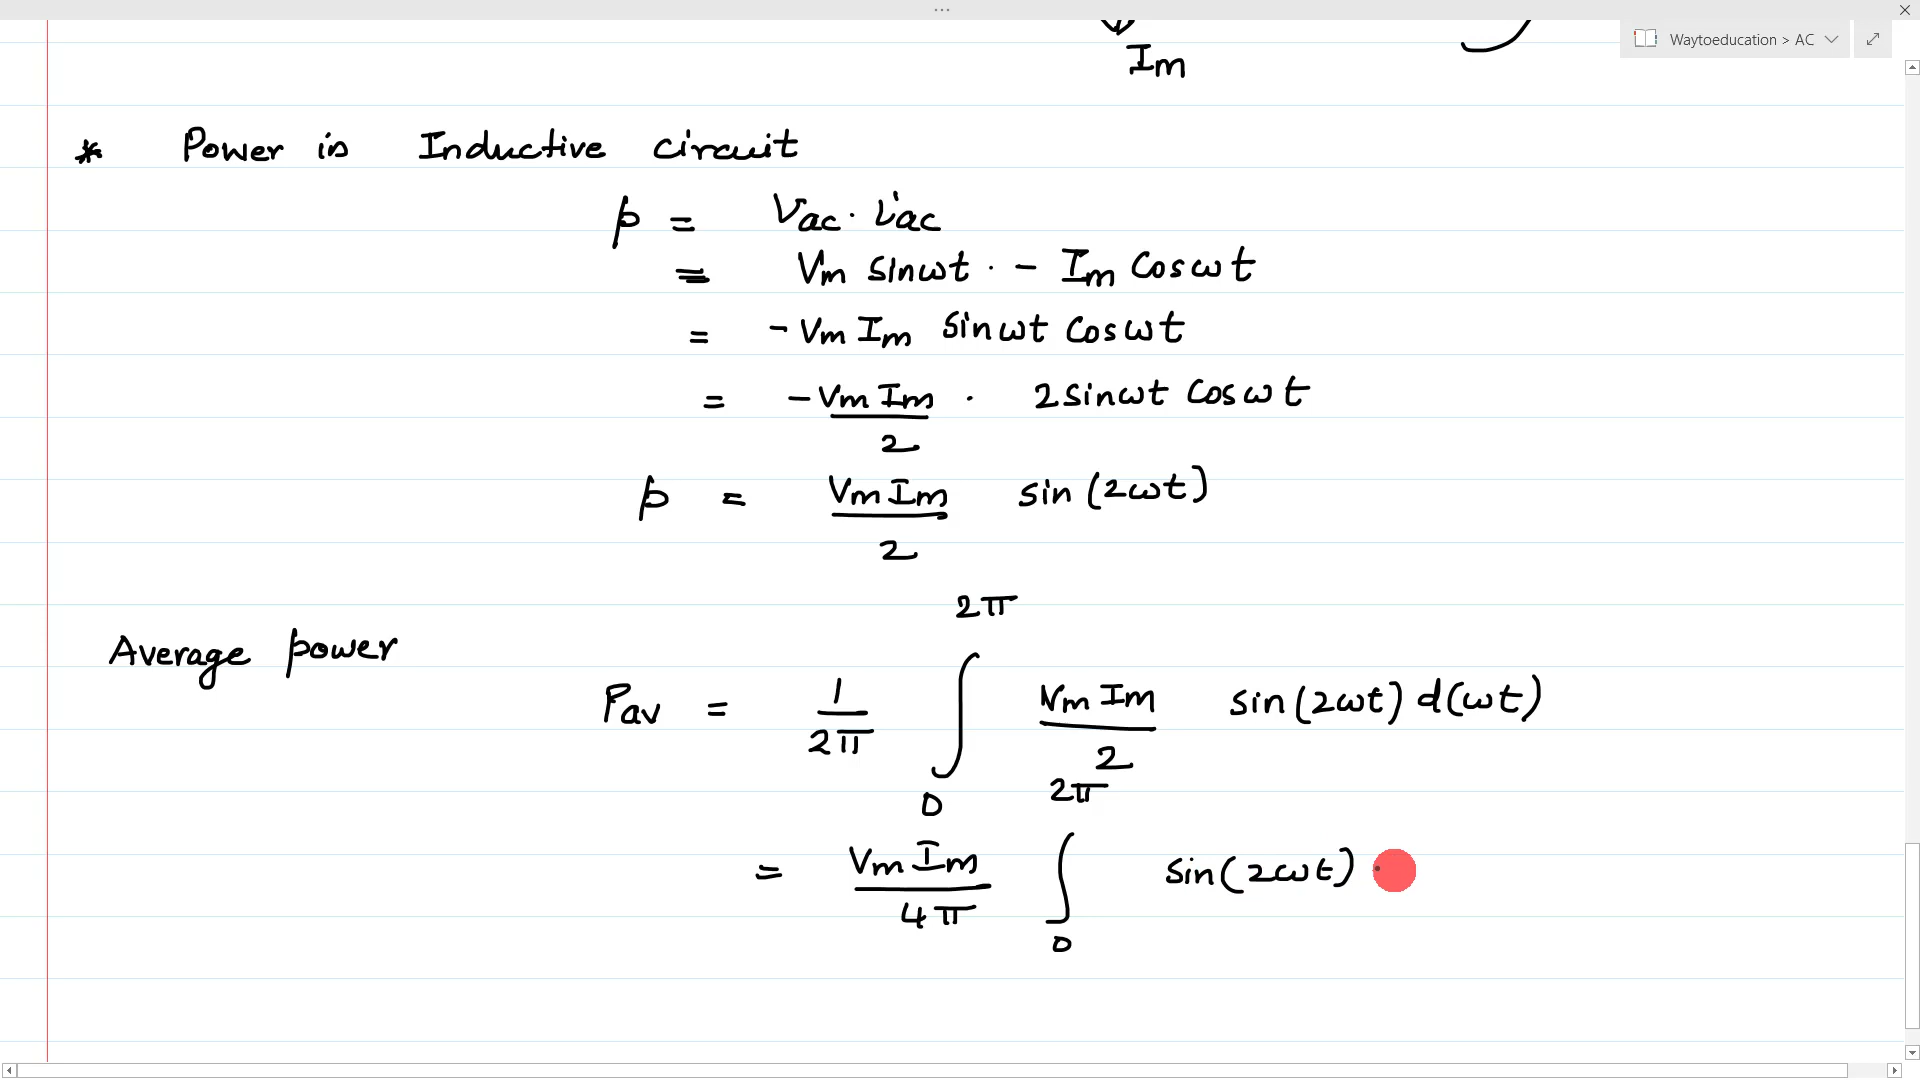 ...
Im
Waytoeducation > AC
* Power in Inductive circuit
p = Vac · iac
= Vm sinωt · - Im Cosωt
= - Vm Im sinωt Cosωt
= - Vm Im / 2 · 2 sinωt Cosωt
p = Vm Im / 2 sin (2ωt)
Average power
Pav = 1/2π ∫₀^2π Vm Im / 2 sin (2ωt) d(ωt)
= Vm Im / 4π ∫₀^2π sin(2ωt)